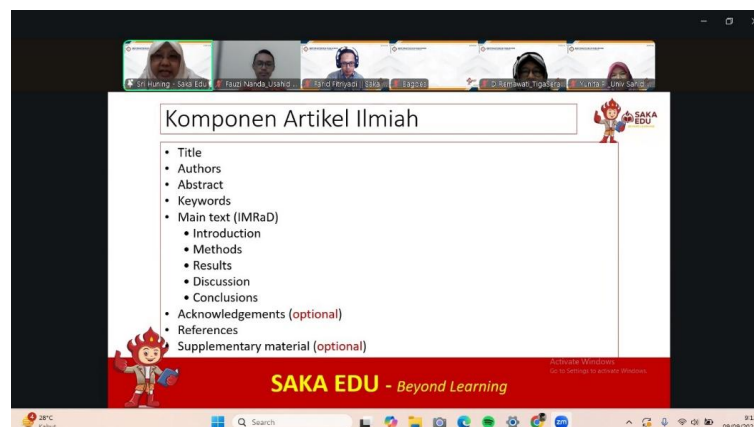 Sri Huning - Saka Edu
Fauzi Nanda_Usahid
Farid Fitriyadi | Saka
Bagoes
Yunita P_Univ Sahid
Komponen Artikel Ilmiah
SAKA
EDU
• Title
• Authors
• Abstract
• Keywords
• Main text (IMRaD)
• Introduction
• Methods
• Results
• Discussion
• Conclusions
• Acknowledgements (optional)
• References
• Supplementary material (optional)
Activate Windows
Go to Settings to activate Windows.
SAKA EDU - Beyond Learning
28°C
Search
zm